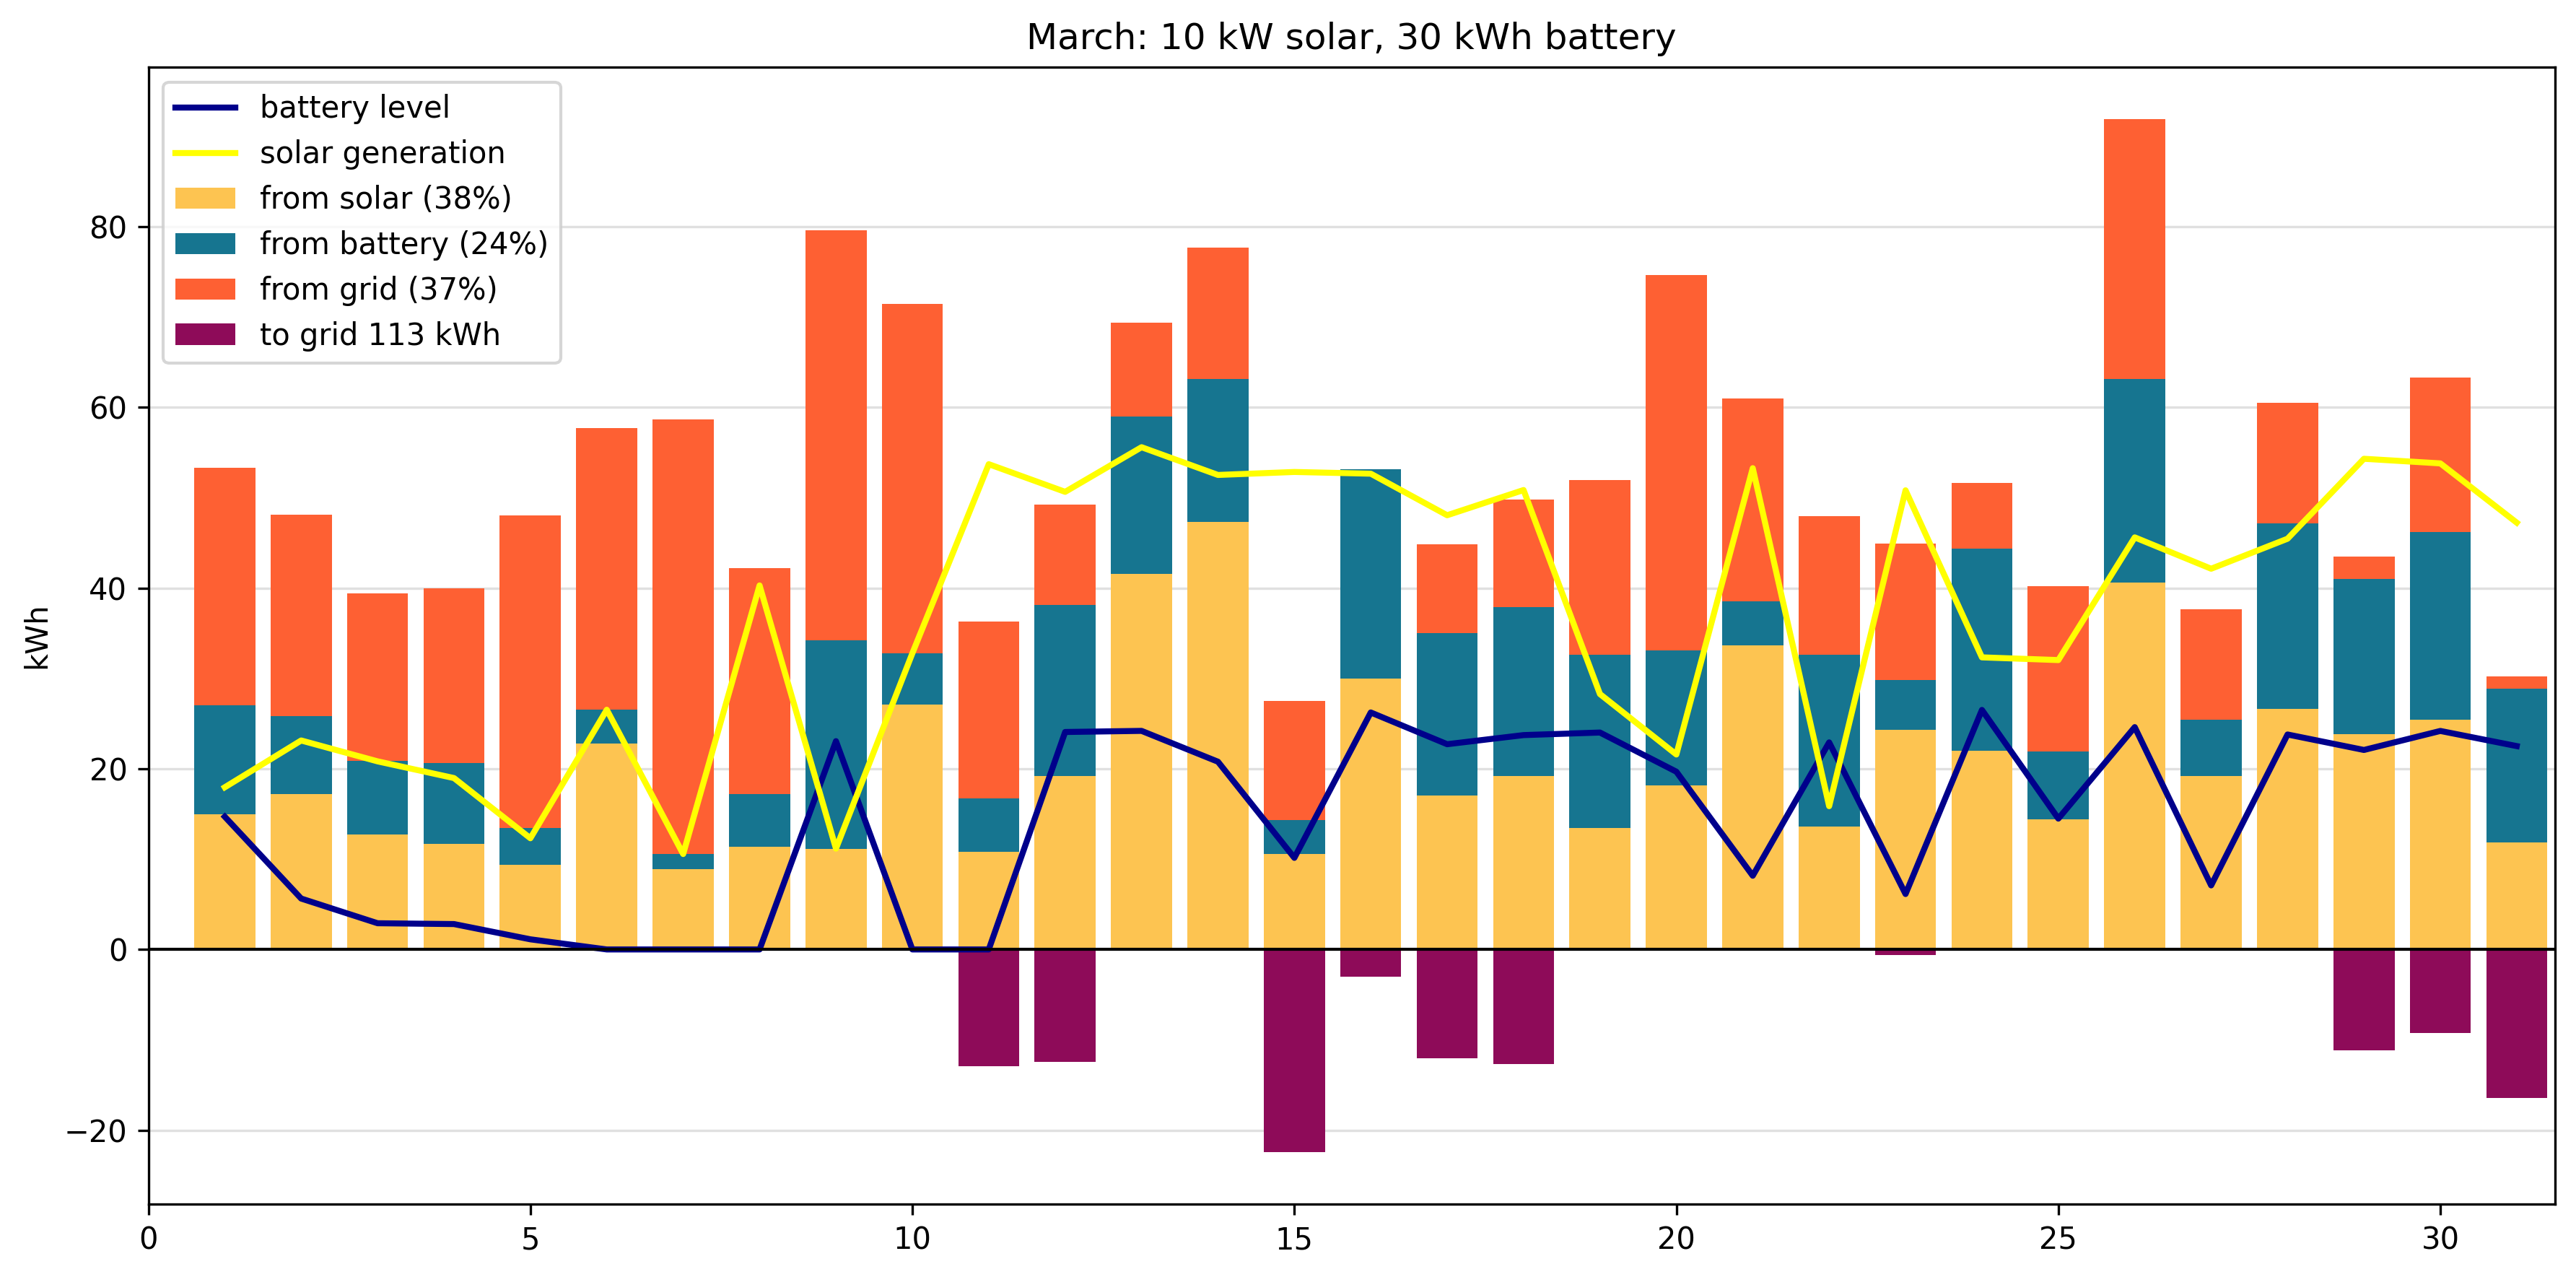 March: 10 kW solar, 30 kWh battery
battery level
solar generation
from solar (38%)
from battery (24%)
from grid (37%)
to grid 113 kWh
kWh
80
60
40
20
0
−20
0 5 10 15 20 25 30